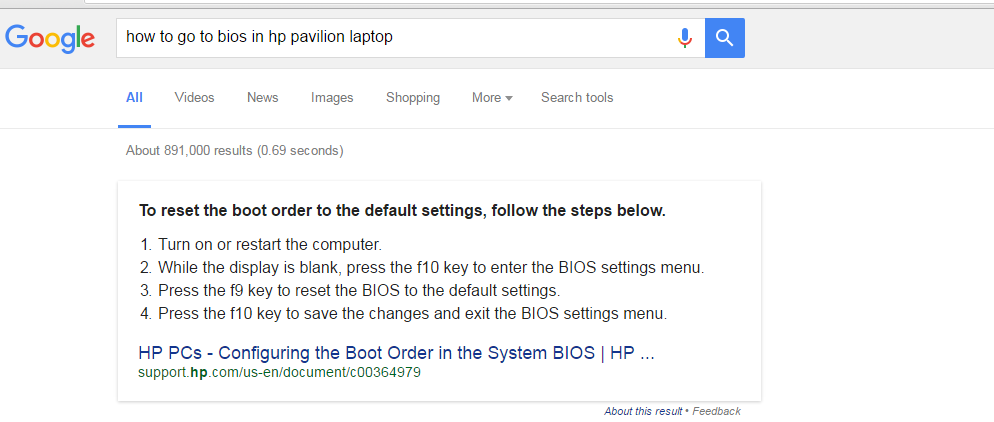 Google
how to go to bios in hp pavilion laptop
All Videos News Images Shopping More Search tools
About 891,000 results (0.69 seconds)
To reset the boot order to the default settings, follow the steps below.
1. Turn on or restart the computer.
2. While the display is blank, press the f10 key to enter the BIOS settings menu.
3. Press the f9 key to reset the BIOS to the default settings.
4. Press the f10 key to save the changes and exit the BIOS settings menu.
HP PCs - Configuring the Boot Order in the System BIOS | HP ...
support.hp.com/us-en/document/c00364979
About this result • Feedback